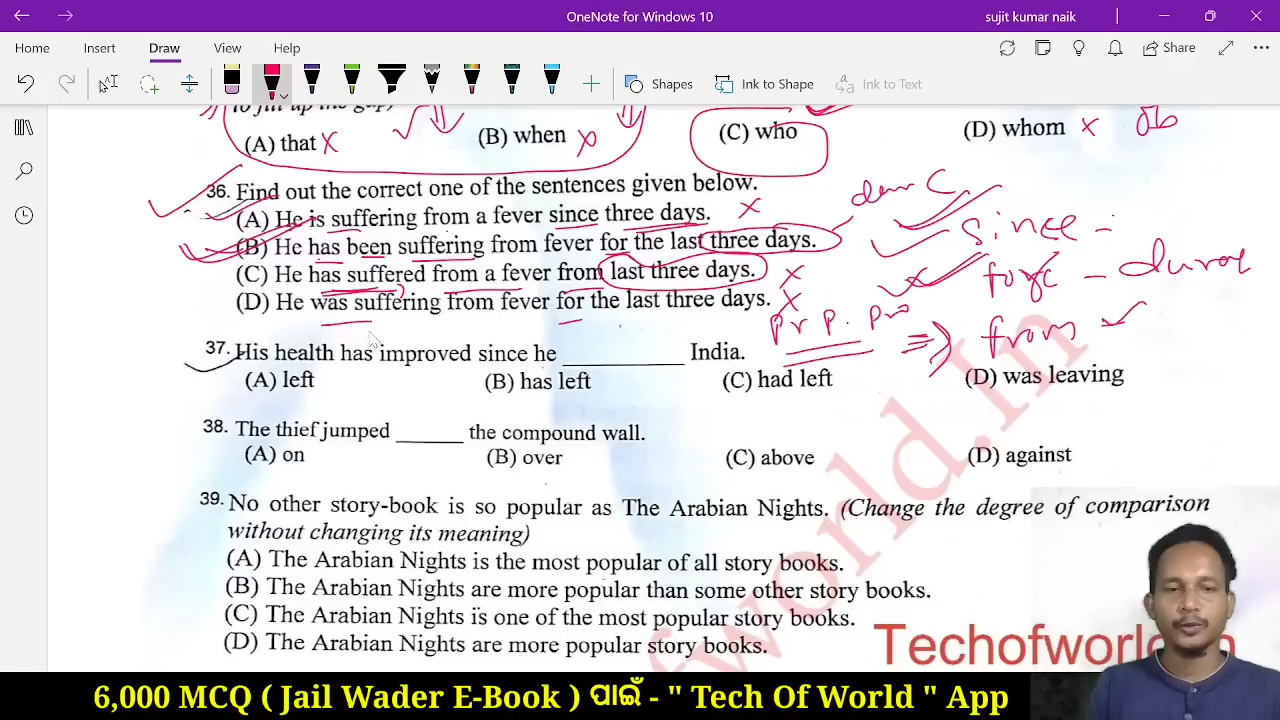 OneNote for Windows 10
sujit kumar naik
Home Insert Draw View Help
Share
Shapes Ink to Shape Ink to Text
to fill up the gap)
(A) that (B) when (C) who (D) whom
36. Find out the correct one of the sentences given below.
(A) He is suffering from a fever since three days.
(B) He has been suffering from fever for the last three days.
(C) He has suffered from a fever from last three days.
(D) He was suffering from fever for the last three days.
since -
from
37. His health has improved since he ________ India.
(A) left (B) has left (C) had left (D) was leaving
38. The thief jumped ______ the compound wall.
(A) on (B) over (C) above (D) against
39. No other story-book is so popular as The Arabian Nights. (Change the degree of comparison
without changing its meaning)
(A) The Arabian Nights is the most popular of all story books.
(B) The Arabian Nights are more popular than some other story books.
(C) The Arabian Nights is one of the most popular story books.
(D) The Arabian Nights are more popular story books.
6,000 MCQ ( Jail Wader E-Book ) ପାଇଁ - " Tech Of World " App